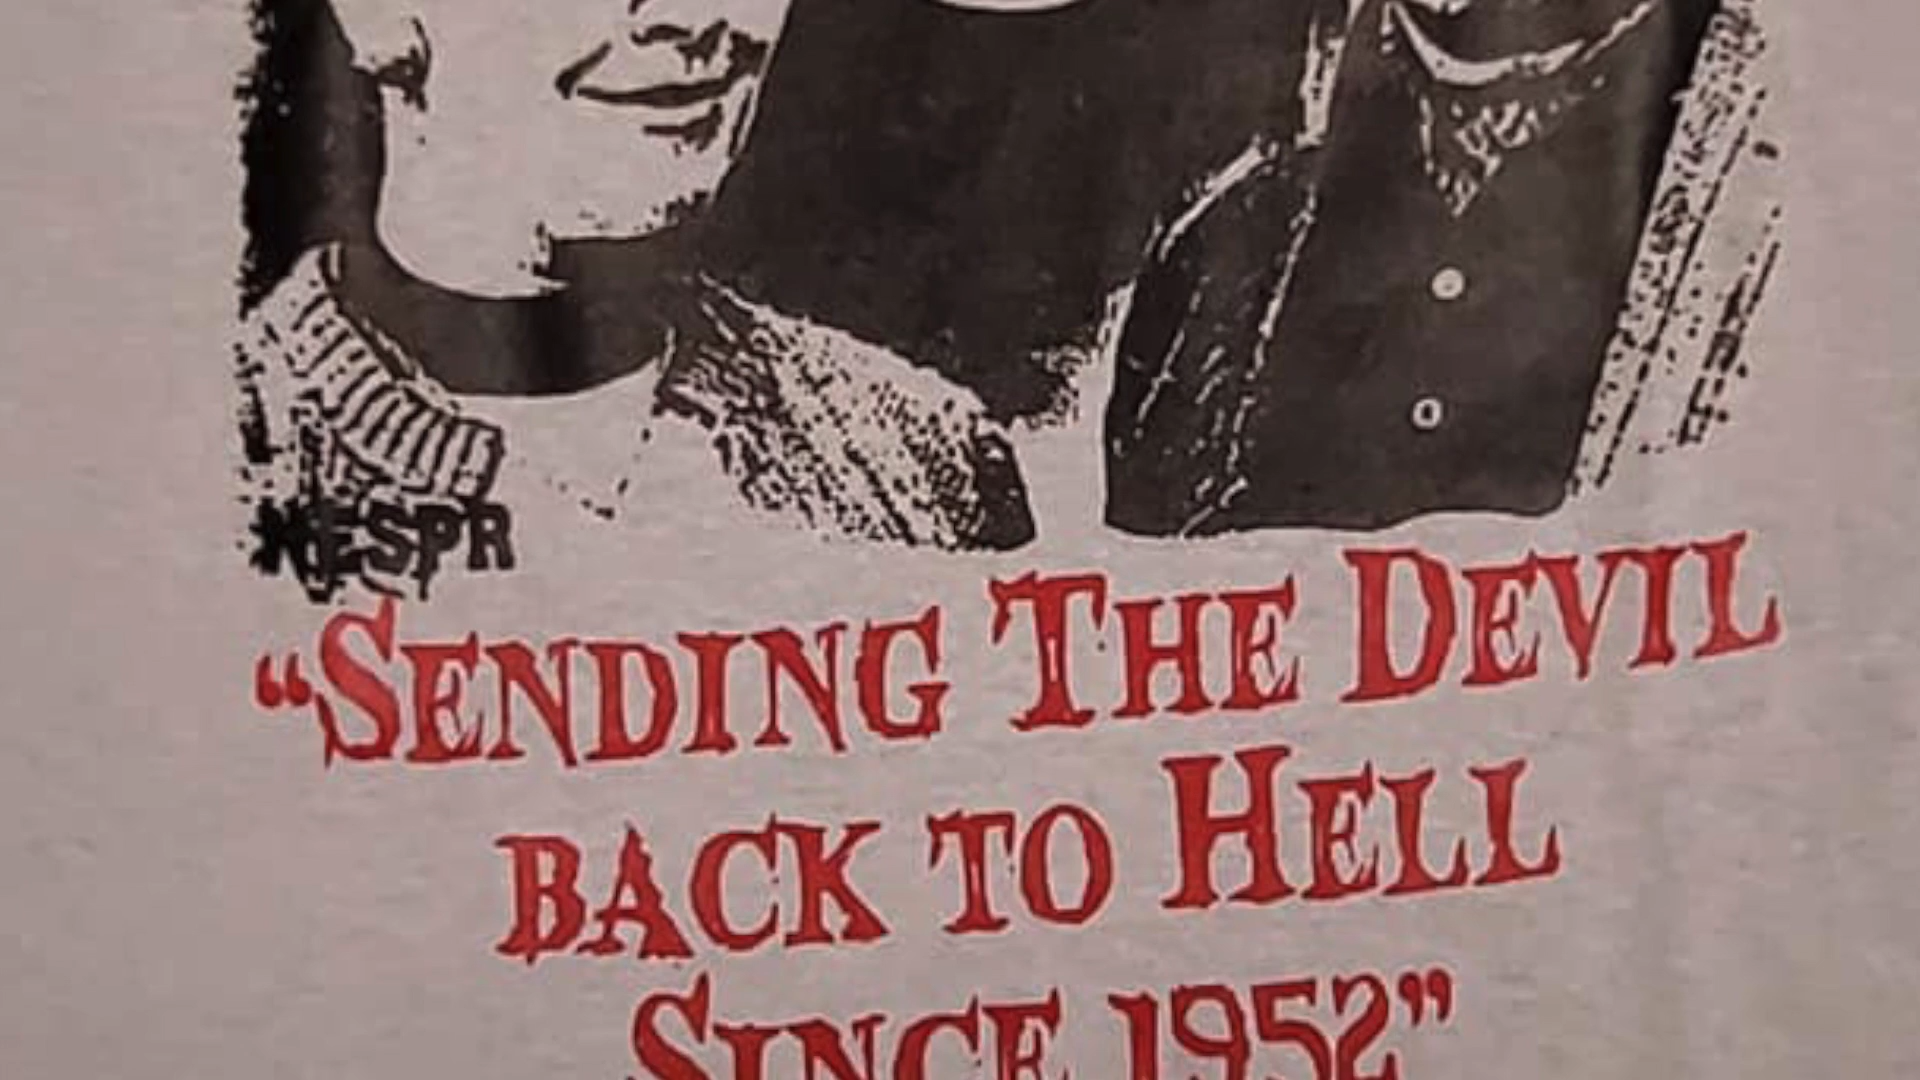 NESPR
“SENDING THE DEVIL
BACK TO HELL
SINCE 1952”